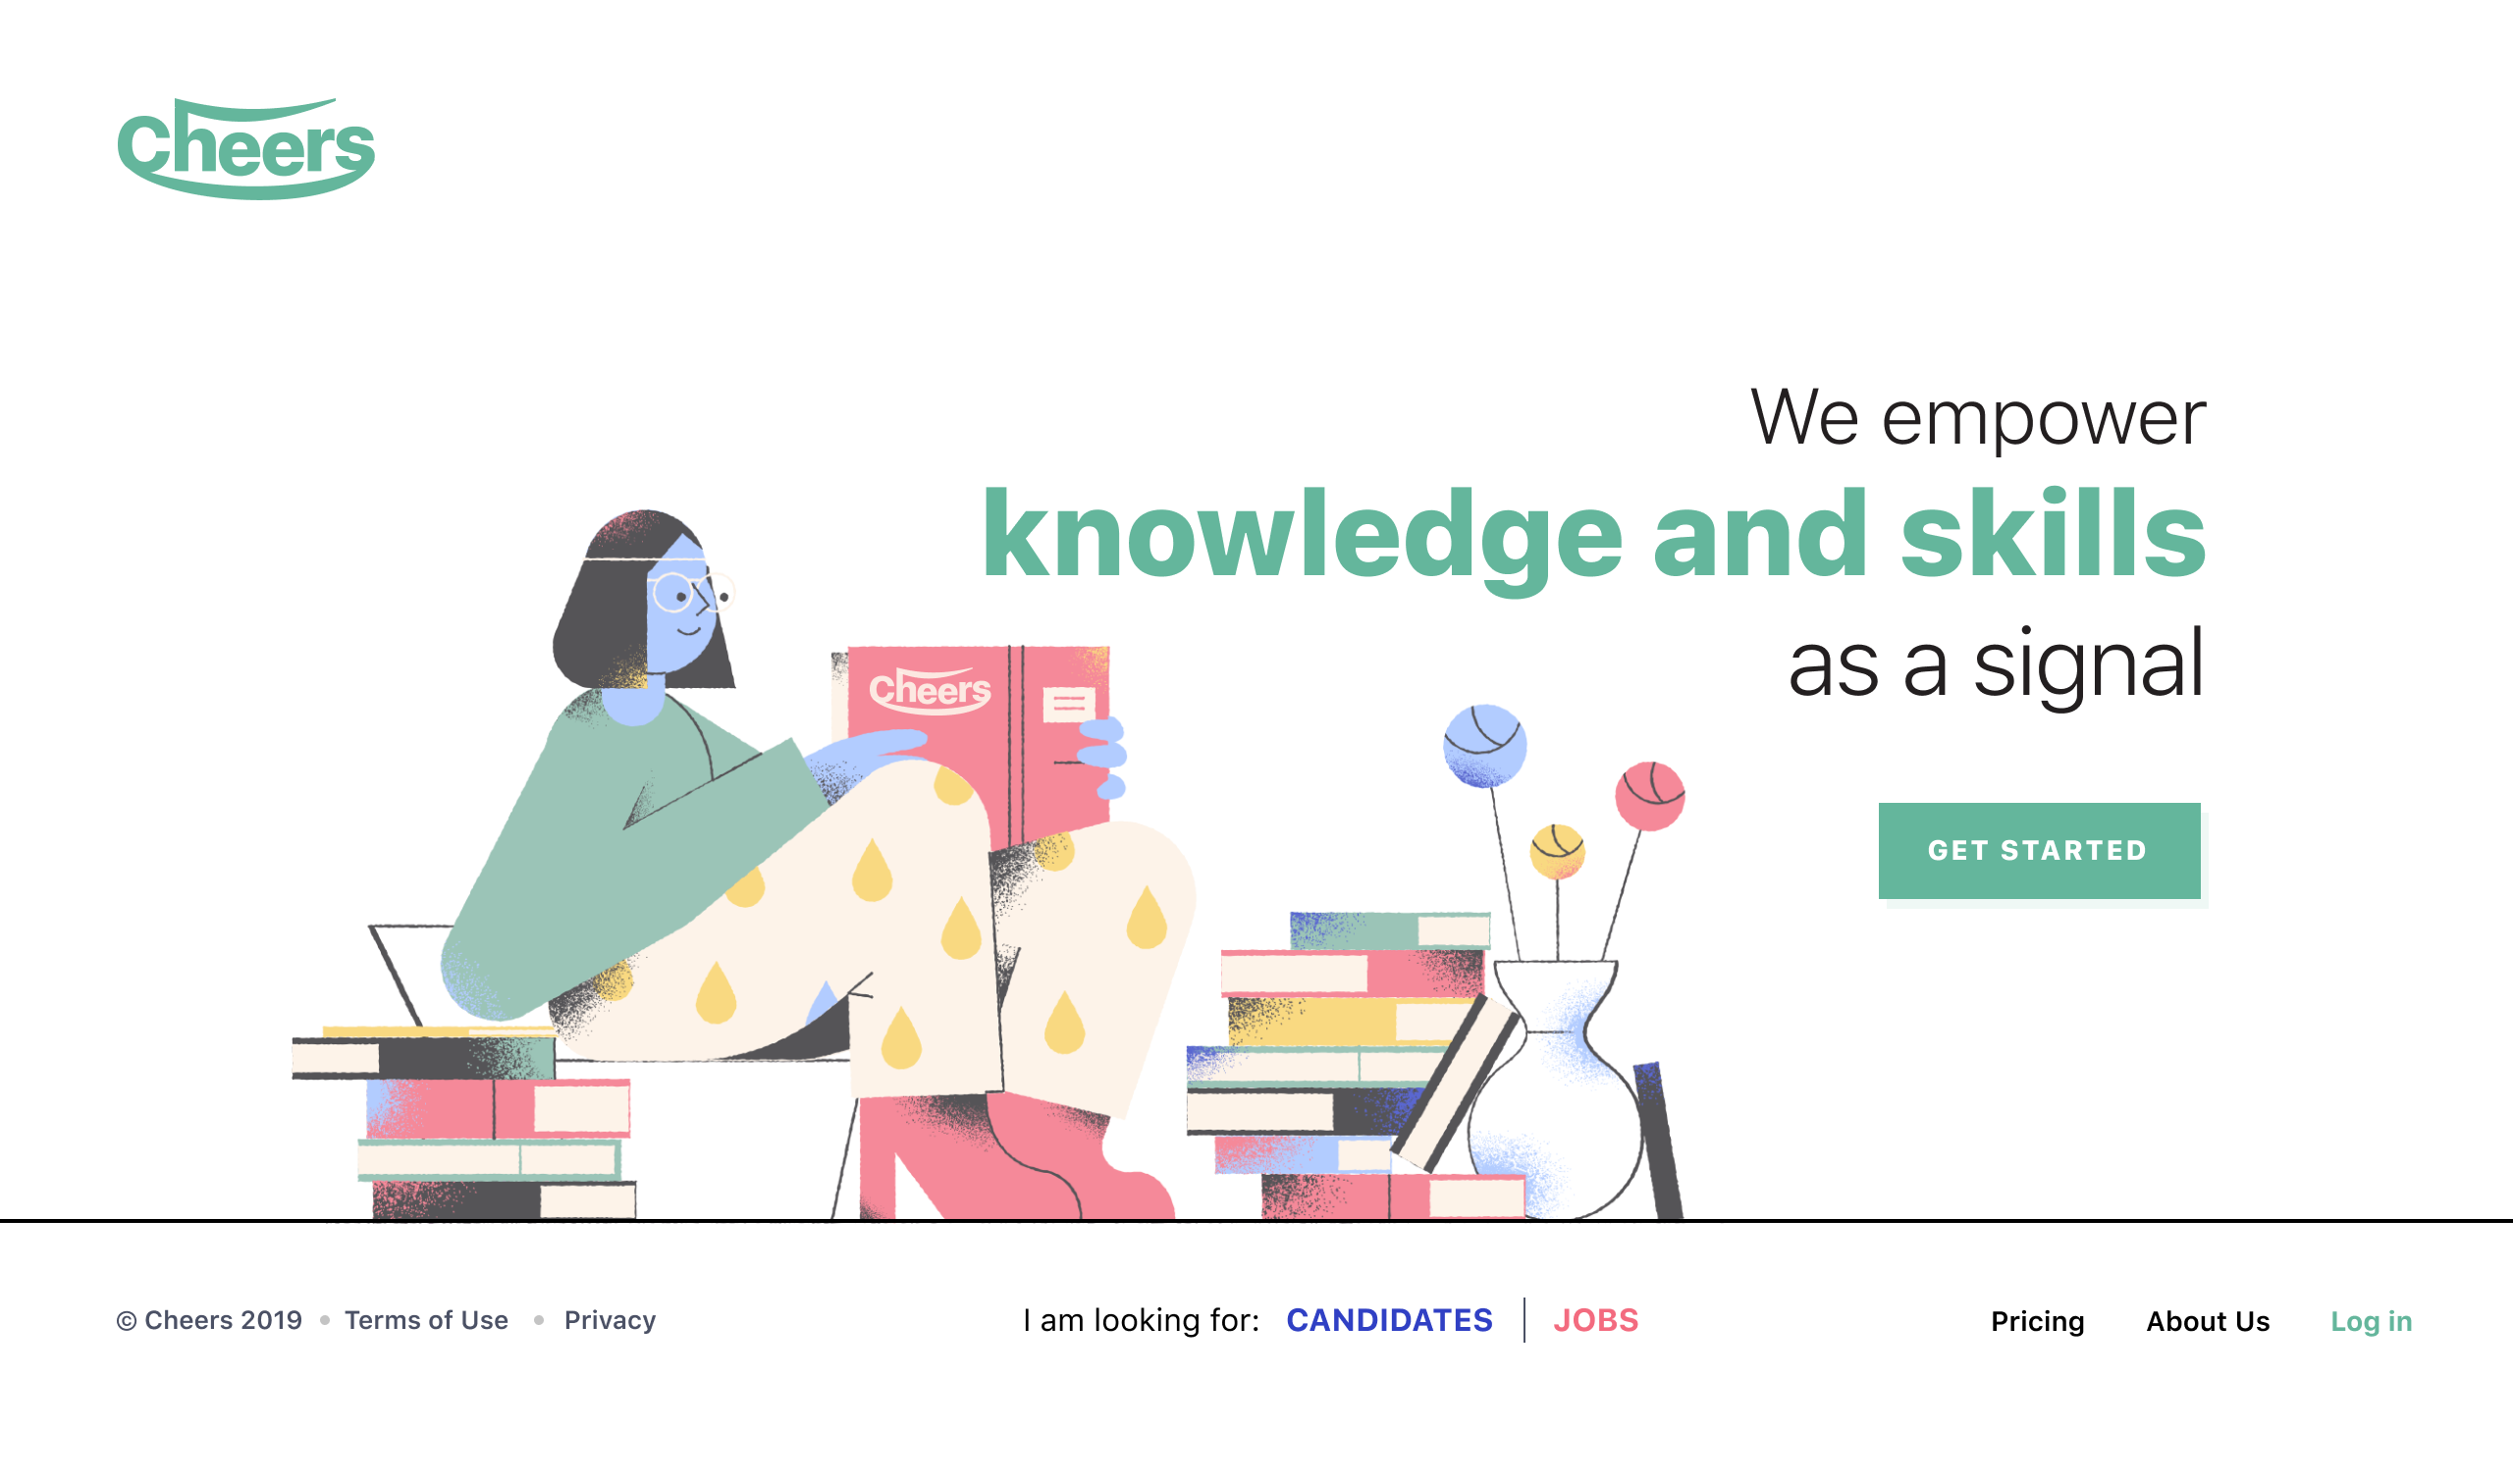 Cheers
We empower
knowledge and skills
as a signal
Cheers
GET STARTED
© Cheers 2019 • Terms of Use • Privacy
I am looking for: CANDIDATES | JOBS
Pricing About Us Log in